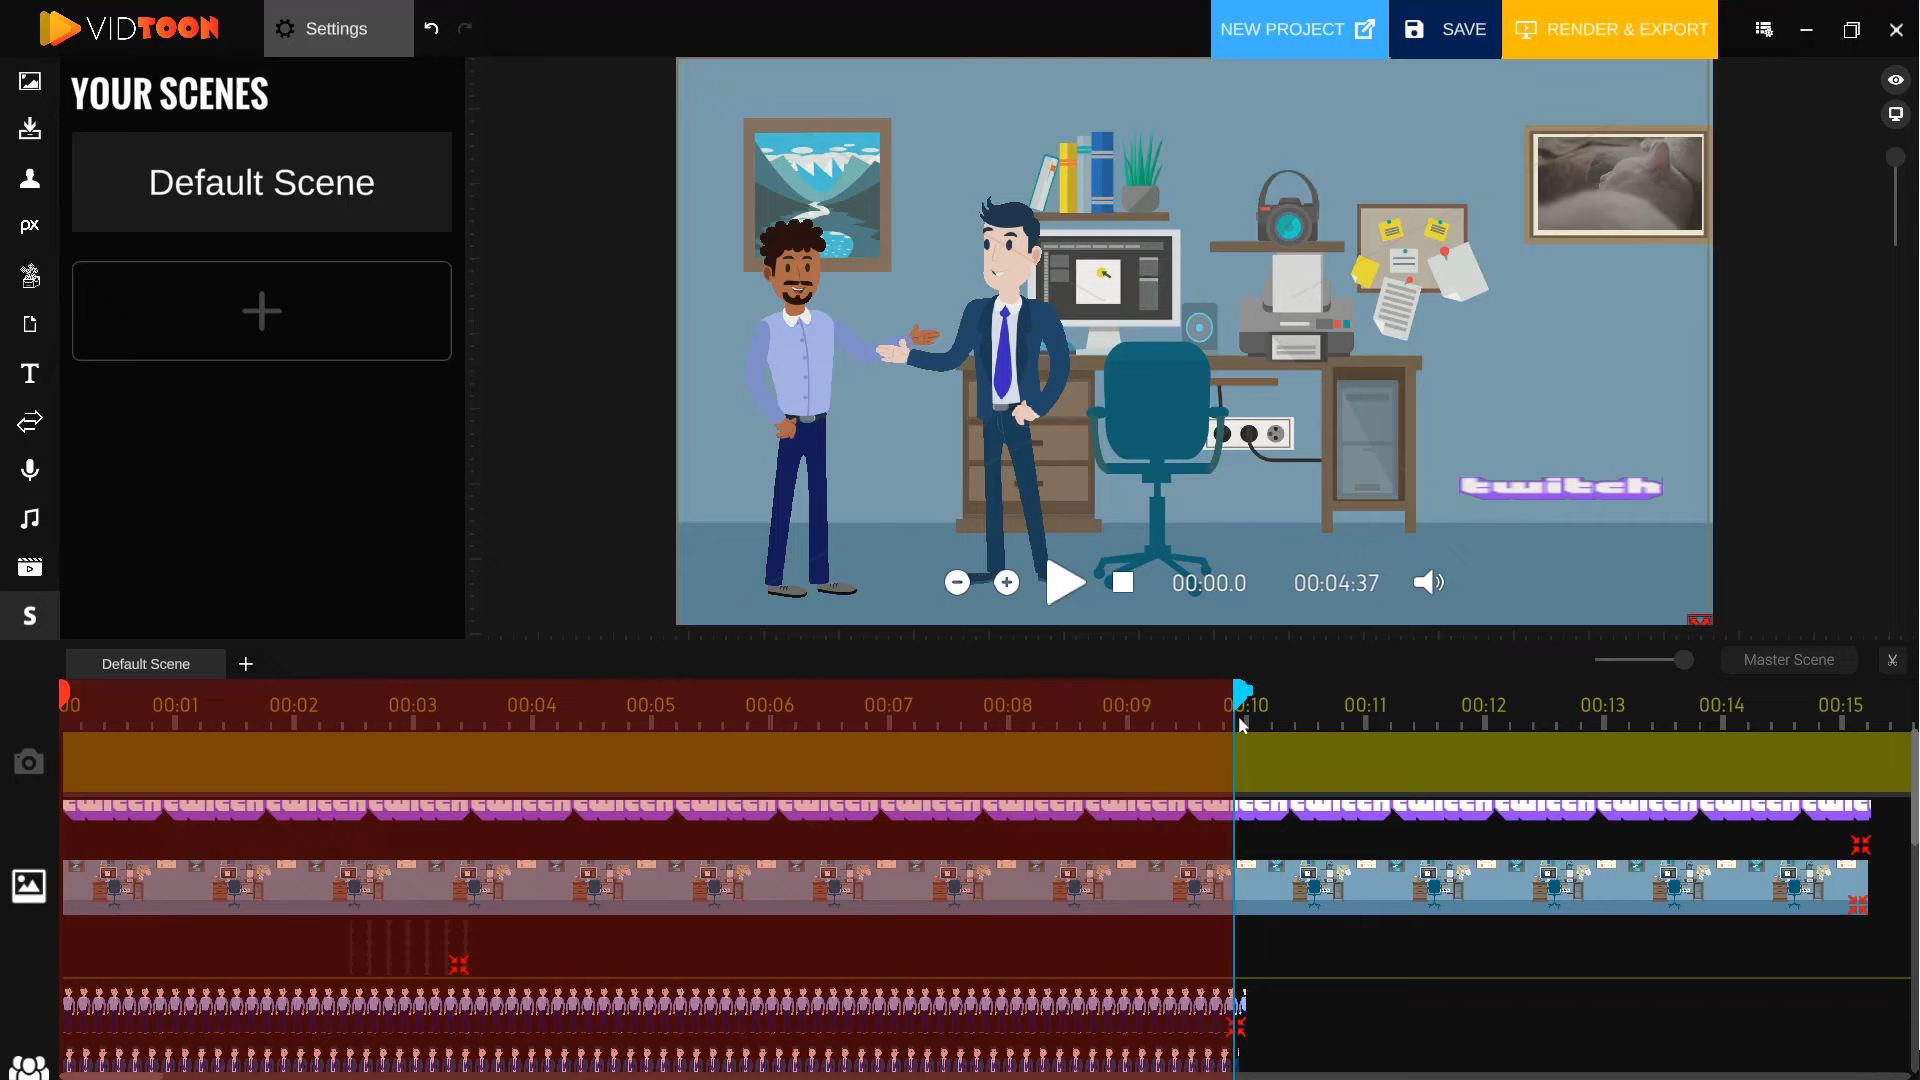 VIDTOON
Settings
NEW PROJECT
SAVE
RENDER & EXPORT
YOUR SCENES
Default Scene
px
T
S
twitch
00:00.0
00:04:37
Default Scene
Master Scene
00
00:01
00:02
00:03
00:04
00:05
00:06
00:07
00:08
00:09
00:10
00:11
00:12
00:13
00:14
00:15